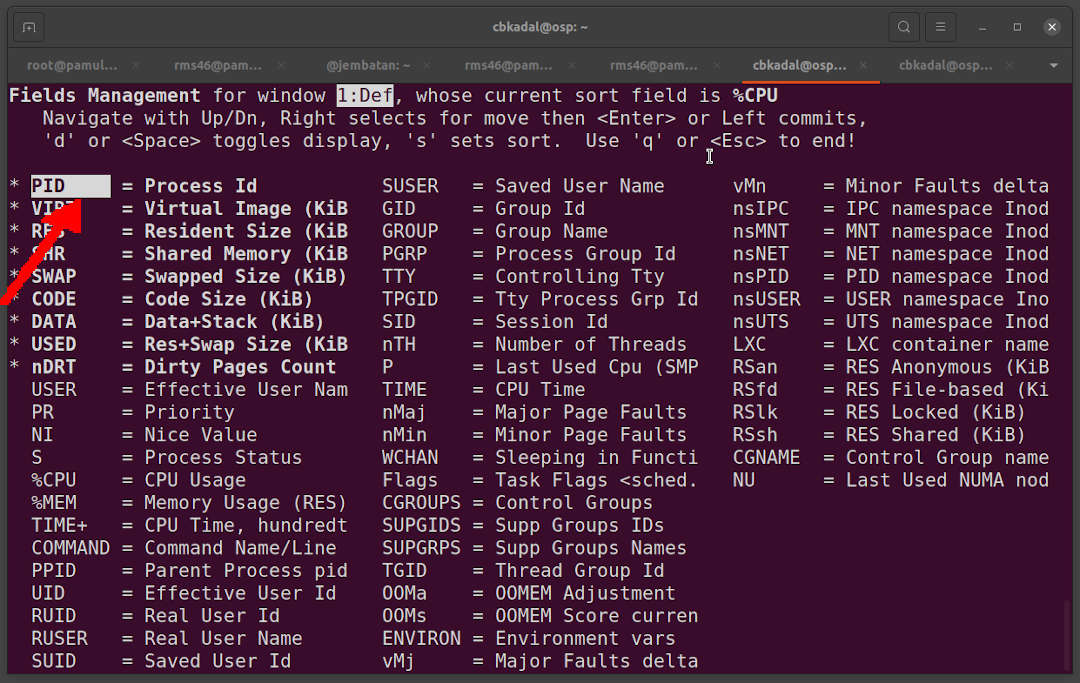 cbkadal@osp: ~
root@pamul... × rms46@pam... × @jembatan: ~ × rms46@pam... × rms46@pam... × cbkadal@osp... × cbkadal@osp... ×
Fields Management for window 1:Def, whose current sort field is %CPU
Navigate with Up/Dn, Right selects for move then <Enter> or Left commits,
'd' or <Space> toggles display, 's' sets sort.  Use 'q' or <Esc> to end!
* PID = Process Id SUSER = Saved User Name vMn = Minor Faults delta
* VIRT = Virtual Image (KiB GID = Group Id nsIPC = IPC namespace Inod
* RES = Resident Size (KiB GROUP = Group Name nsMNT = MNT namespace Inod
* SHR = Shared Memory (KiB PGRP = Process Group Id nsNET = NET namespace Inod
* SWAP = Swapped Size (KiB) TTY = Controlling Tty nsPID = PID namespace Inod
* CODE = Code Size (KiB) TPGID = Tty Process Grp Id nsUSER = USER namespace Ino
* DATA = Data+Stack (KiB) SID = Session Id nsUTS = UTS namespace Inod
* USED = Res+Swap Size (KiB nTH = Number of Threads LXC = LXC container name
* nDRT = Dirty Pages Count P = Last Used Cpu (SMP RSan = RES Anonymous (KiB
USER = Effective User Nam TIME = CPU Time RSfd = RES File-based (Ki
PR = Priority nMaj = Major Page Faults RSlk = RES Locked (KiB)
NI = Nice Value nMin = Minor Page Faults RSsh = RES Shared (KiB)
S = Process Status WCHAN = Sleeping in Functi CGNAME = Control Group name
%CPU = CPU Usage Flags = Task Flags <sched. NU = Last Used NUMA nod
%MEM = Memory Usage (RES) CGROUPS = Control Groups
TIME+ = CPU Time, hundredt SUPGIDS = Supp Groups IDs
COMMAND = Command Name/Line SUPGRPS = Supp Groups Names
PPID = Parent Process pid TGID = Thread Group Id
UID = Effective User Id OOMa = OOMEM Adjustment
RUID = Real User Id OOMs = OOMEM Score curren
RUSER = Real User Name ENVIRON = Environment vars
SUID = Saved User Id vMj = Major Faults delta